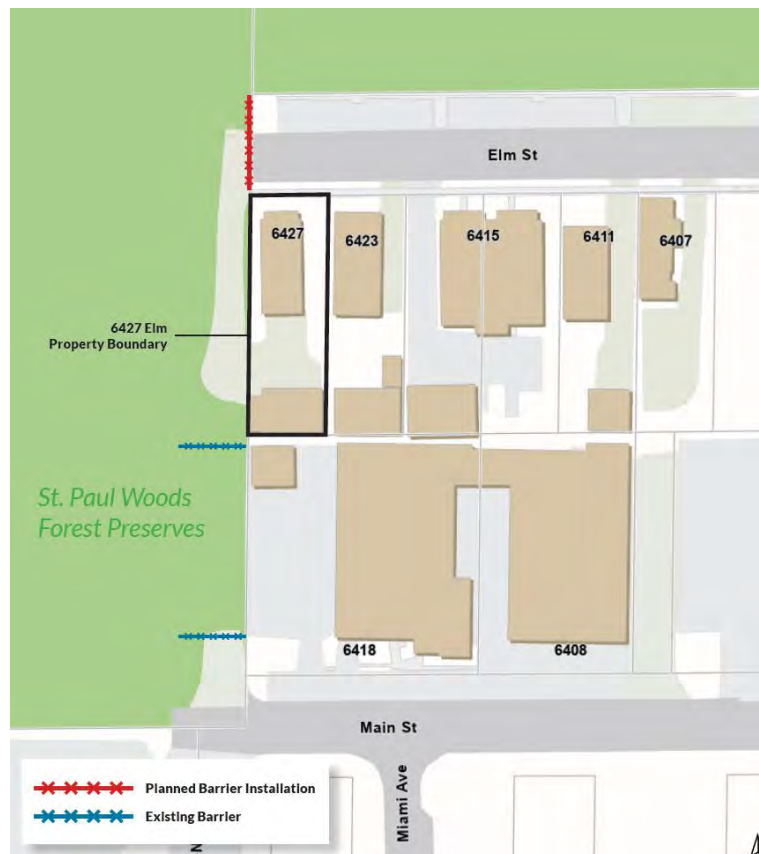 Elm St
6427
6423
6415
6411
6407
6427 Elm
Property Boundary
St. Paul Woods
Forest Preserves
6418
6408
Main St
Miami Ave
Planned Barrier Installation
Existing Barrier
N